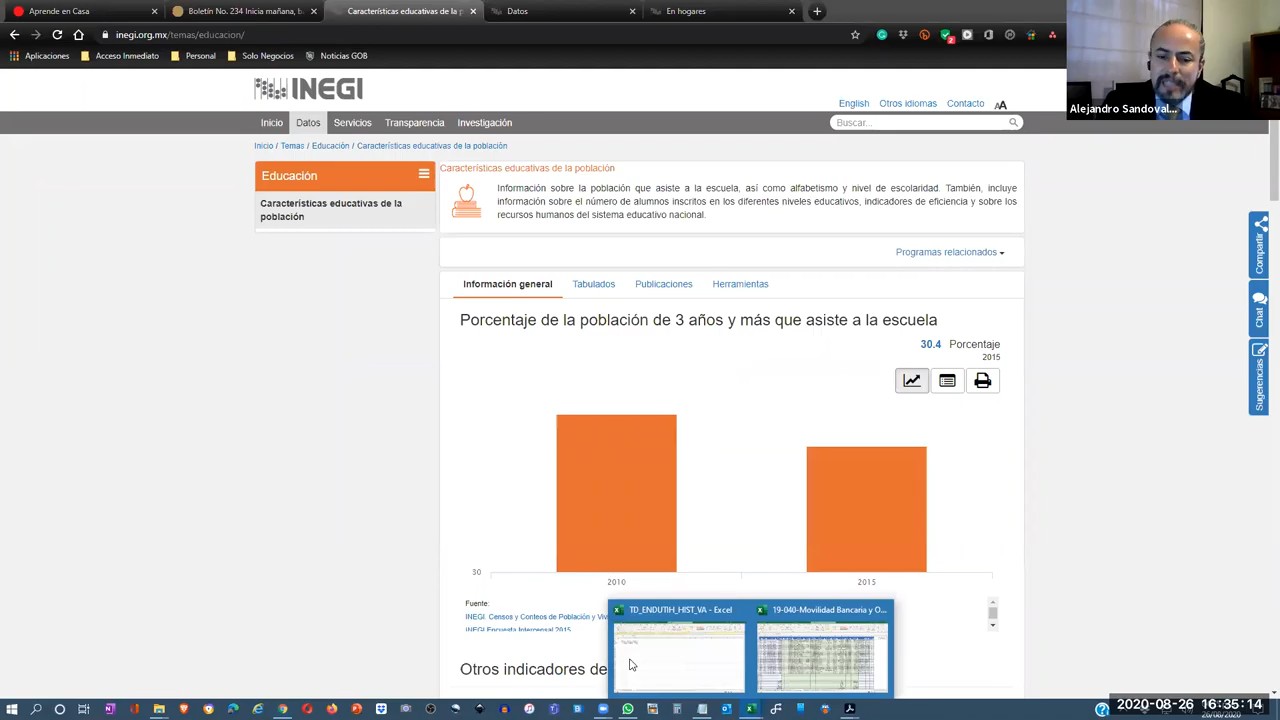 Aprende en Casa
Boletín No. 234 Inicia mañana, b
Características educativas de la p
Datos
En hogares
inegi.org.mx/temas/educacion/
Aplicaciones
Acceso Inmediato
Personal
Solo Negocios
Notificias GOB
Alejandro Sandoval...
INEGI
English
Otros idiomas
Contacto
AA
Inicio
Datos
Servicios
Transparencia
Investigación
Buscar...
Inicio / Temas / Educación / Características educativas de la población
Educación
Características educativas de la
población
Características educativas de la población
Información sobre la población que asiste a la escuela, así como alfabetismo y nivel de escolaridad. También, incluye
información sobre el número de alumnos inscritos en los diferentes niveles educativos, indicadores de eficiencia y sobre los
recursos humanos del sistema educativo nacional.
Programas relacionados
Información general
Tabulados
Publicaciones
Herramientas
Porcentaje de la población de 3 años y más que asiste a la escuela
30.4 Porcentaje
2015
30
2010
2015
Fuente:
INEGI. Censos y Conteos de Población y Viv
INEGI Encuesta Intercensal 2015
Otros indicadores de
TD_ENDUTIH_HIST_VA - Excel
19-040-Movilidad Bancaria y O...
Compartir
Chat
Sugerencias
2020-08-26 16:35:14
26/08/2020